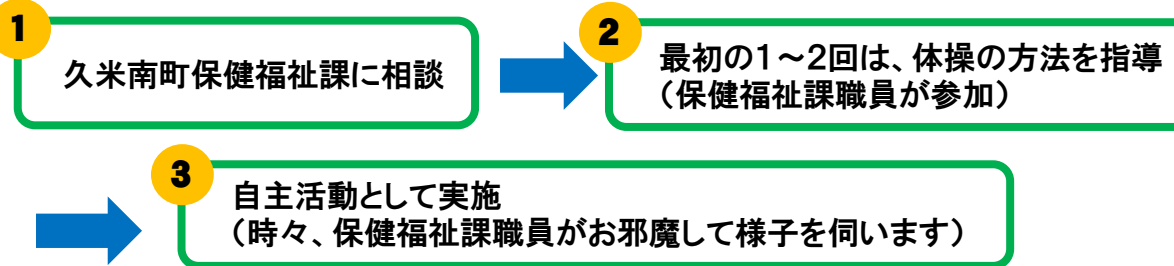 1
久米南町保健福祉課に相談
2
最初の1～2回は、体操の方法を指導
（保健福祉課職員が参加）
3
自主活動として実施
（時々、保健福祉課職員がお邪魔して様子を伺います）